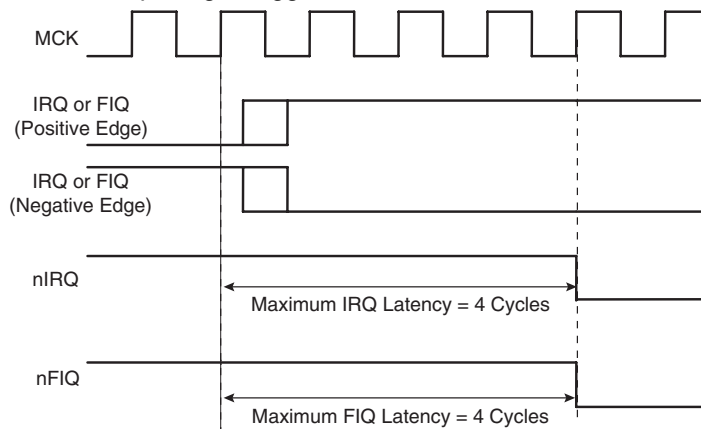 MCK
IRQ or FIQ
(Positive Edge)
IRQ or FIQ
(Negative Edge)
nIRQ
Maximum IRQ Latency = 4 Cycles
nFIQ
Maximum FIQ Latency = 4 Cycles